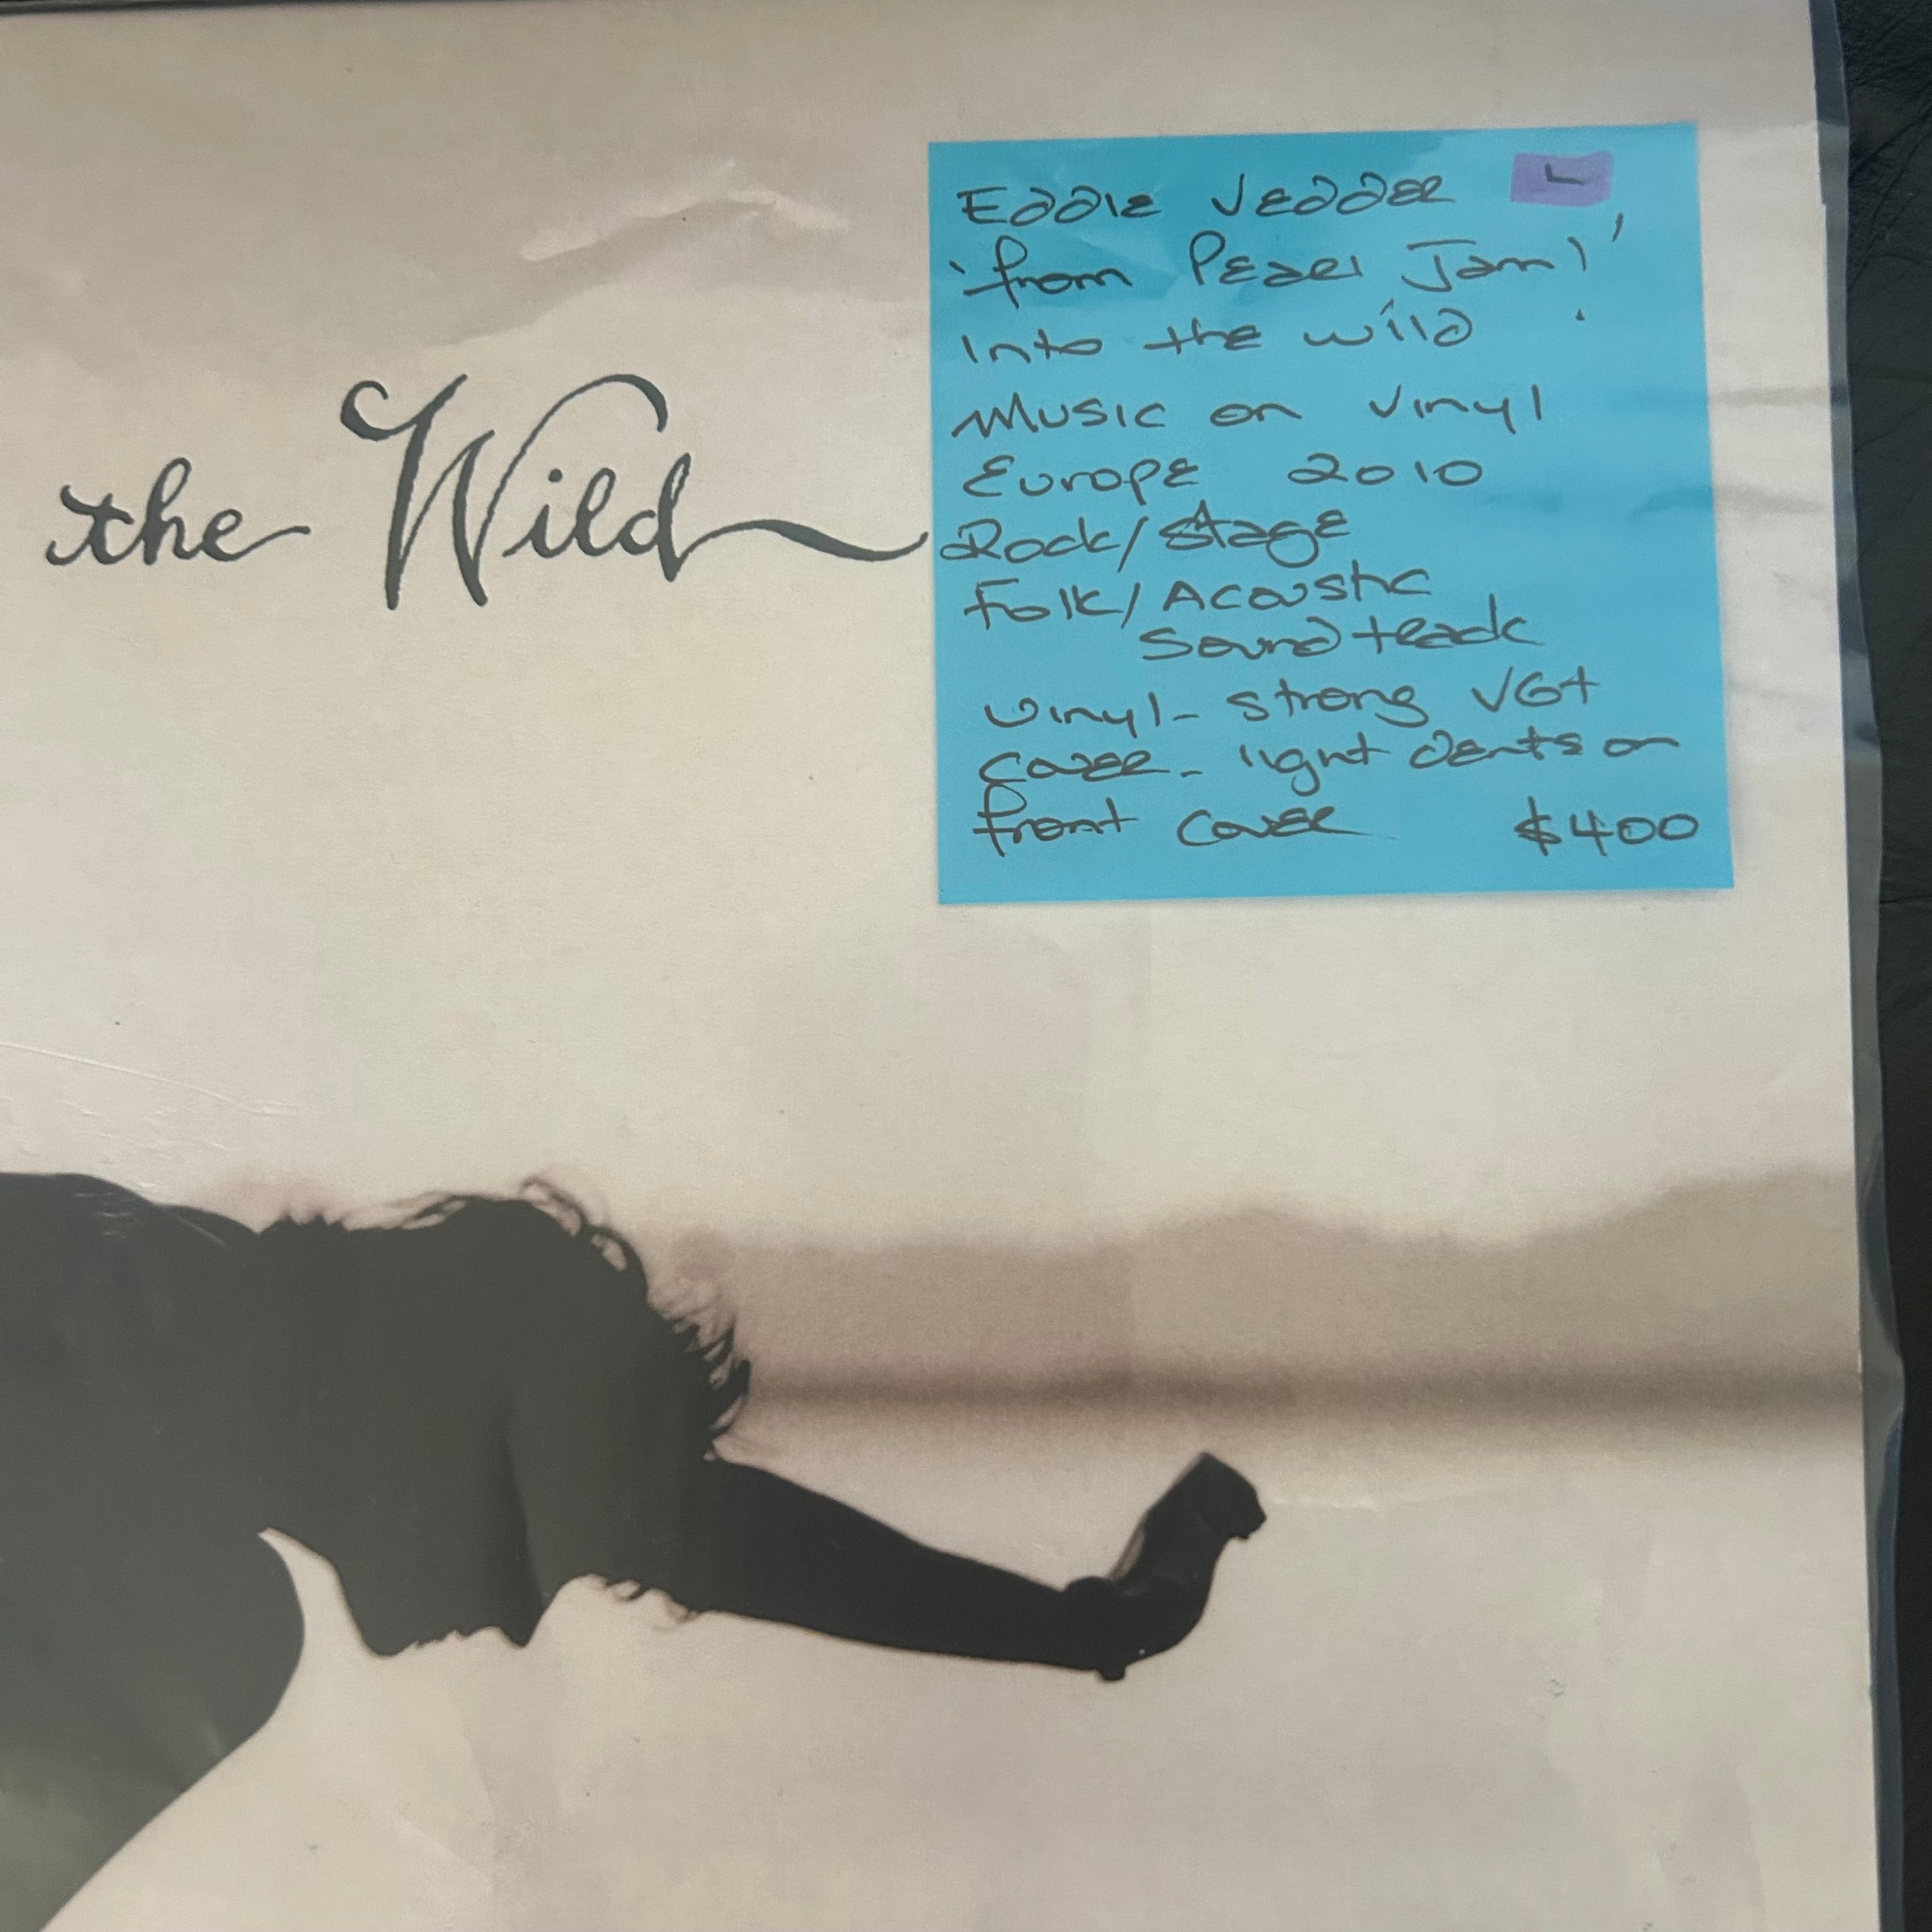 the Wild
Eddie Vedder L
'from Pearl Jam!'
Into the wild
Music on Vinyl
Europe 2010
Rock/Stage
Folk/Acoustic
Soundtrack
Vinyl- strong VG+
Cover- light dents on
front cover $400